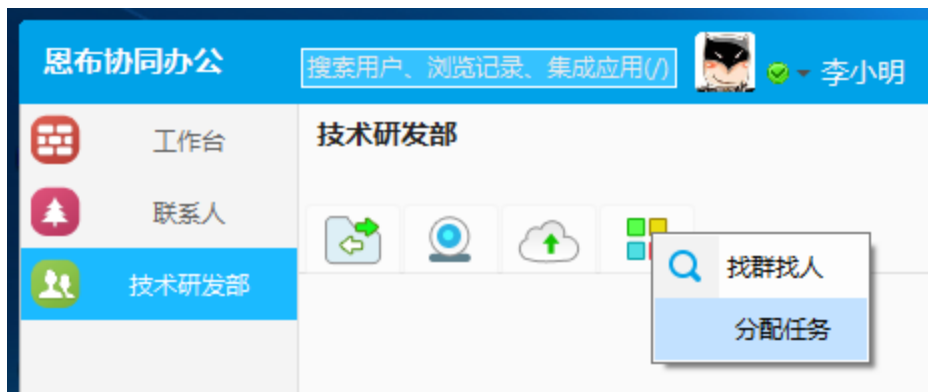 恩布协同办公
搜索用户、浏览记录、集成应用(/)
李小明
工作台
联系人
技术研发部
技术研发部
找群找人
分配任务